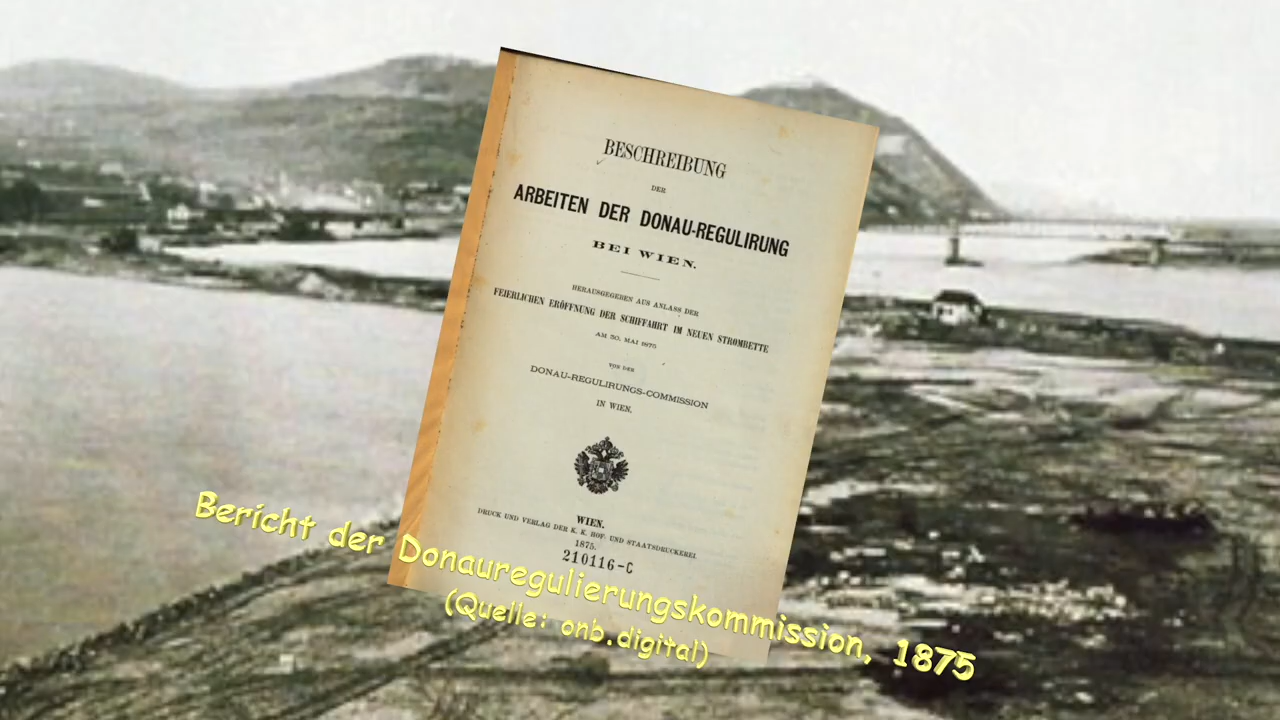 BESCHREIBUNG
DER
ARBEITEN DER DONAU-REGULIRUNG
BEI WIEN.
HERAUSGEGEBEN AUS ANLASS DER
FEIERLICHEN ERÖFFNUNG DER SCHIFFAHRT IM NEUEN STROMBETTE
AM 30. MAI 1875
VON DER
DONAU-REGULIRUNGS-COMMISSION
IN WIEN.
WIEN.
DRUCK UND VERLAG DER K. K. HOF- UND STAATSDRUCKEREI.
1875.
210116-C
Bericht der Donauregulierungskommission, 1875
(Quelle: onb.digital)